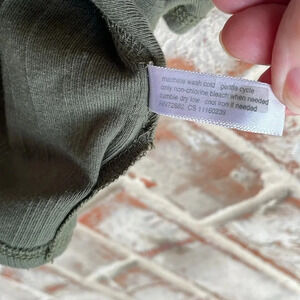 machine wash cold gentle cycle
only non-chlorine bleach when needed
tumble dry low cool iron if needed
RN72882 CS 11160239